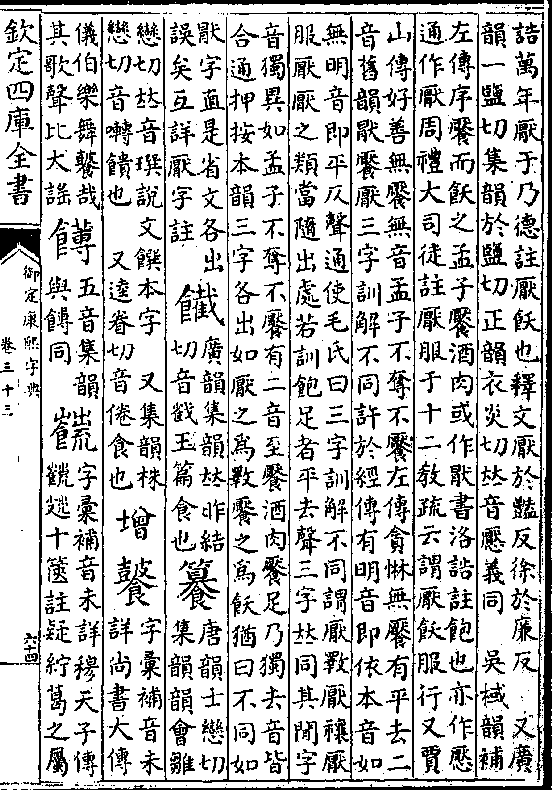 誥萬年厭于乃德註厭飫也釋文厭於豔反徐於廉反　又廣
韻一鹽切集韻於鹽切正韻衣炎切𠀤音懕義同　吳棫韻補
左傳序饜而飫之孟子饜酒肉或作猒書洛誥註飽也亦作懕
通作厭周禮大司徒註厭服于十二敎疏云謂厭飫服行又賈
山傳好善無饜無音孟子不奪不饜左傳貪惏無饜有平去二
音舊韻猒饜厭三字訓解不同許於經傳有明音即依本音如
無明音即平仄聲通使毛氏曰三字訓解不同謂厭斁厭禳厭
服厭厭之類當隨出處若訓飽足者平去聲三字𠀤同其閒字
音獨異如孟子不奪不饜有二音至饜酒肉饜足乃獨去音皆
合通押按本韻三字各出如厭之爲斁饜之爲飫猶曰不同如
猒字直是省文各出
誤矣互詳厭字註
䬹
廣韻集韻𠀤昨結
切音截玉篇食也
籑
唐韻士戀切
集韻韻會雛
戀切𠀤音撰說文饌本字　又集韻株
戀切音囀饋也　又逵眷切音倦食也
增
鼚
字彙補音未
詳尚書大傳
儀伯樂舞鼚哉
其歌聲比大謠
餺
五音集韻
與餺同
字彙補音未詳穆天子傳
十篋註疑紵葛之屬
欽定四庫全書
御定康熙字典
卷三十三
六十四